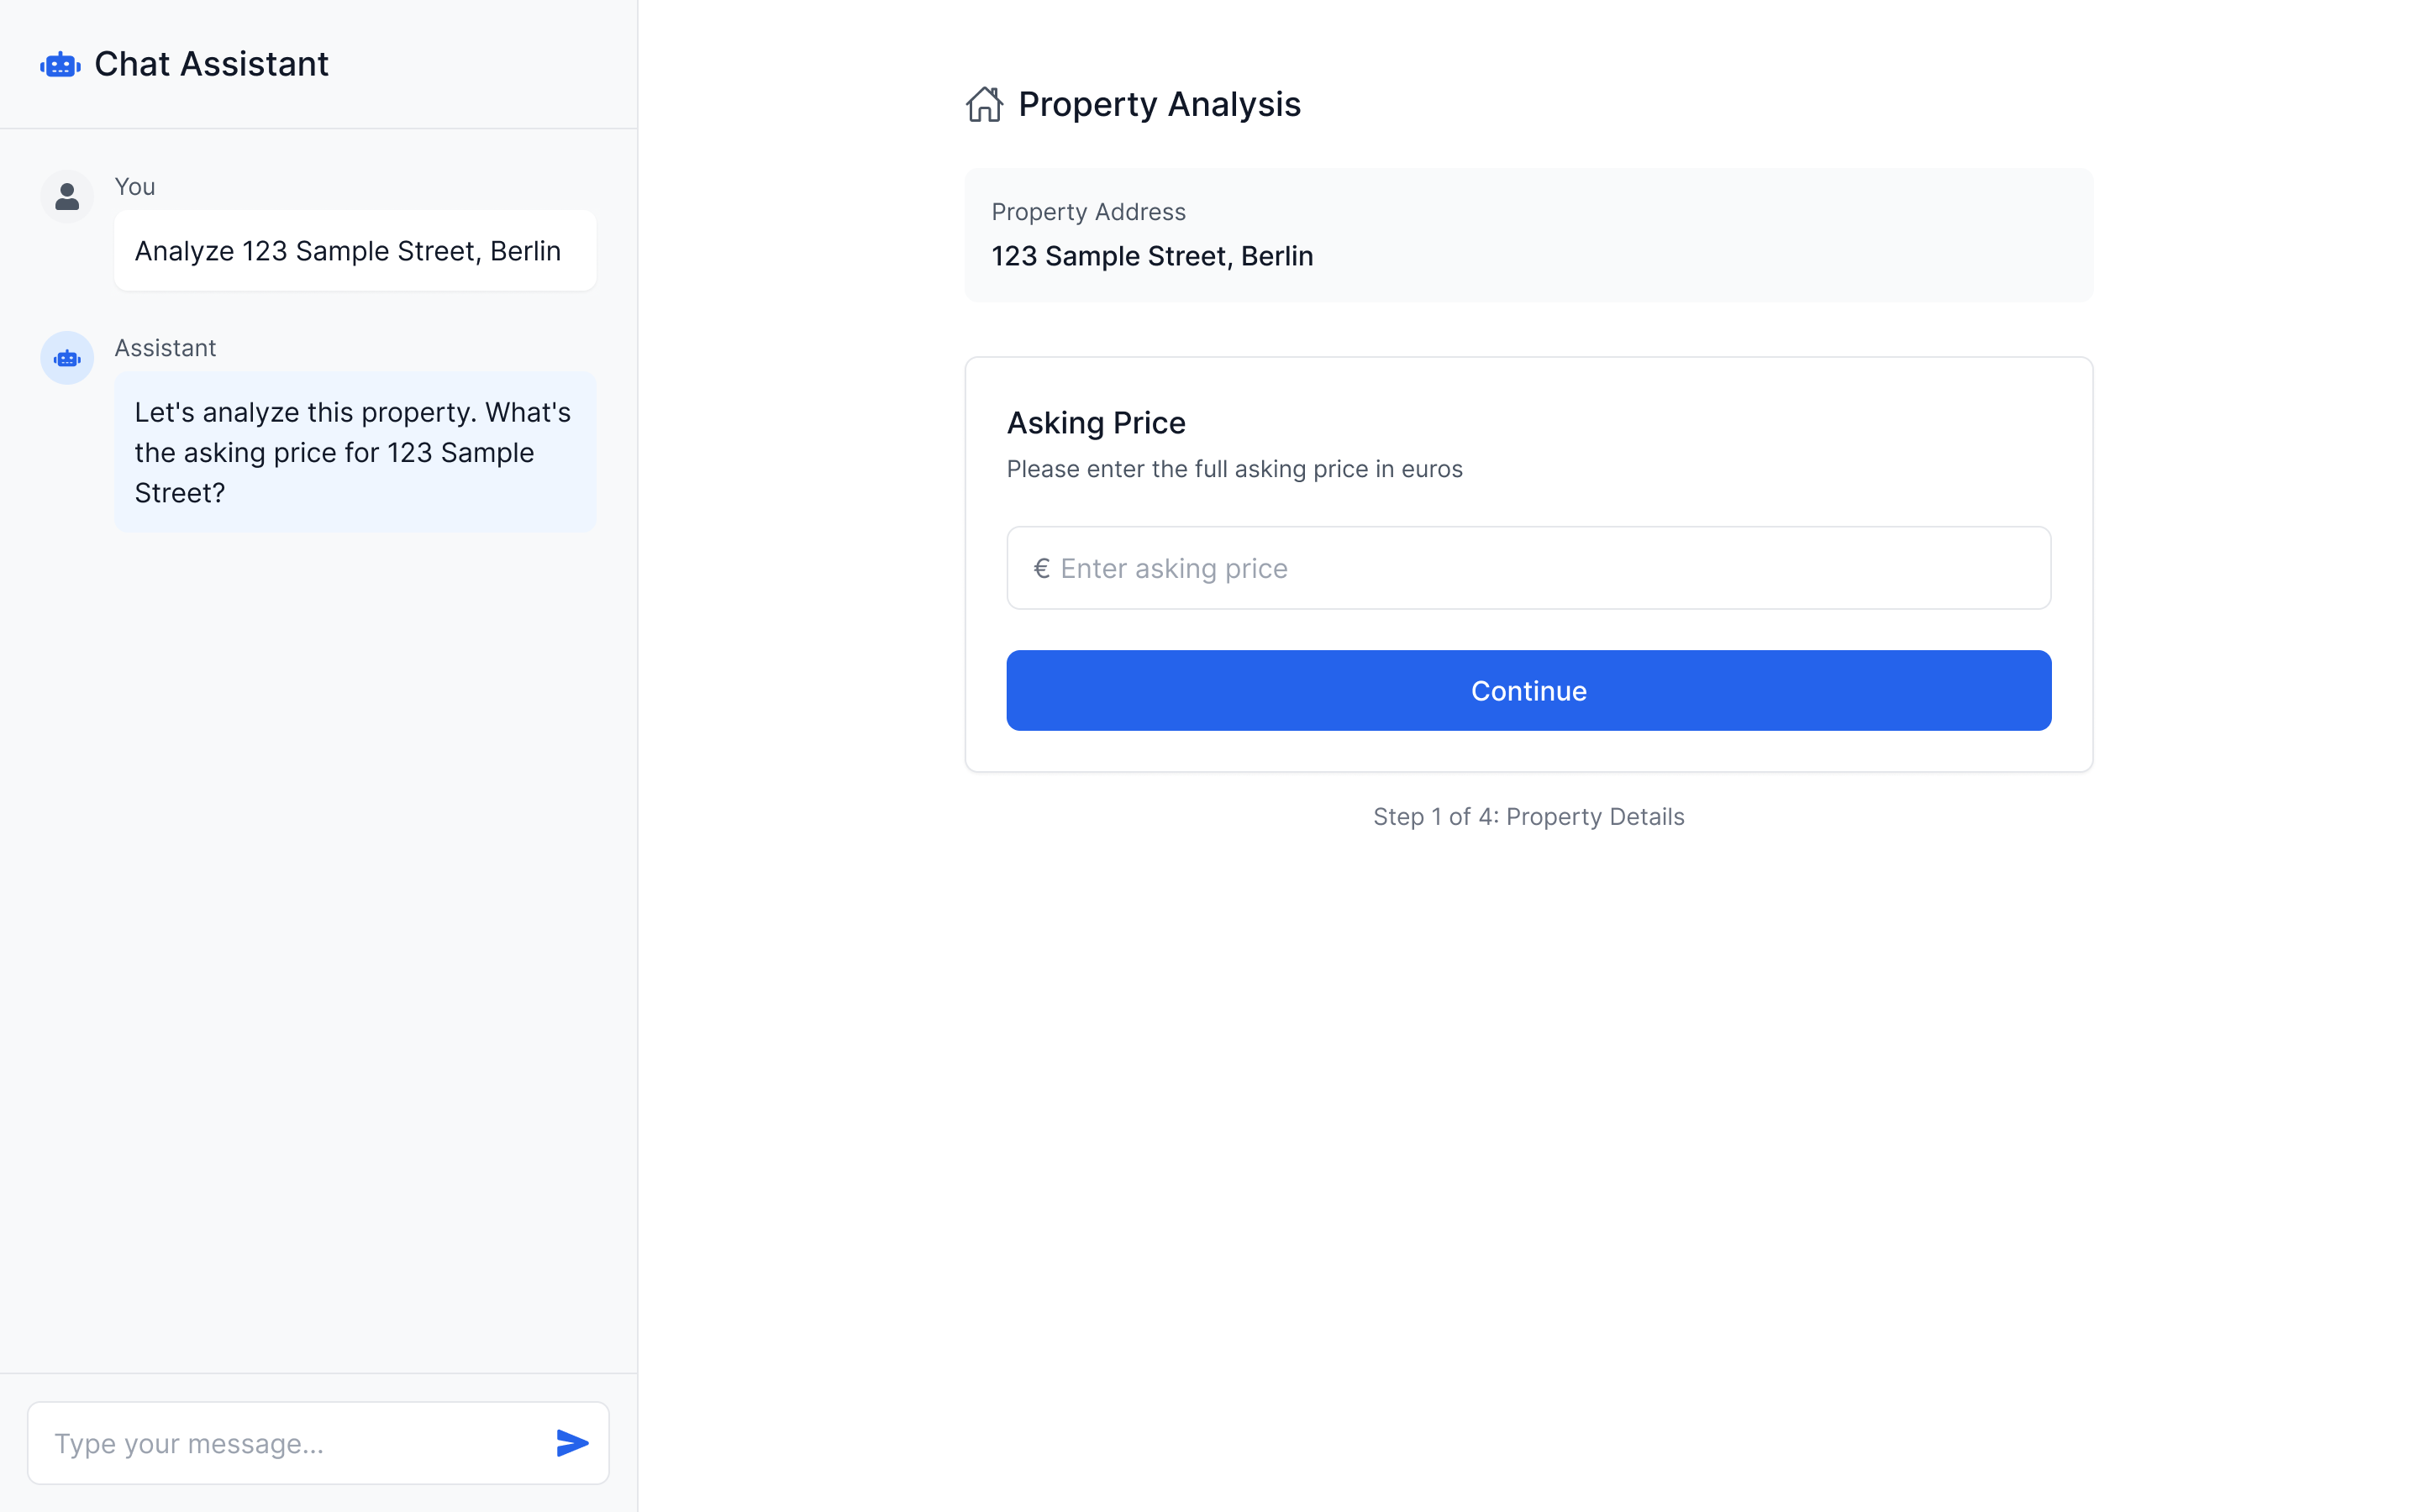 Chat Assistant
You
Analyze 123 Sample Street, Berlin
Assistant
Let's analyze this property. What's
the asking price for 123 Sample
Street?
Type your message...
Property Analysis
Property Address
123 Sample Street, Berlin
Asking Price
Please enter the full asking price in euros
€ Enter asking price
Continue
Step 1 of 4: Property Details